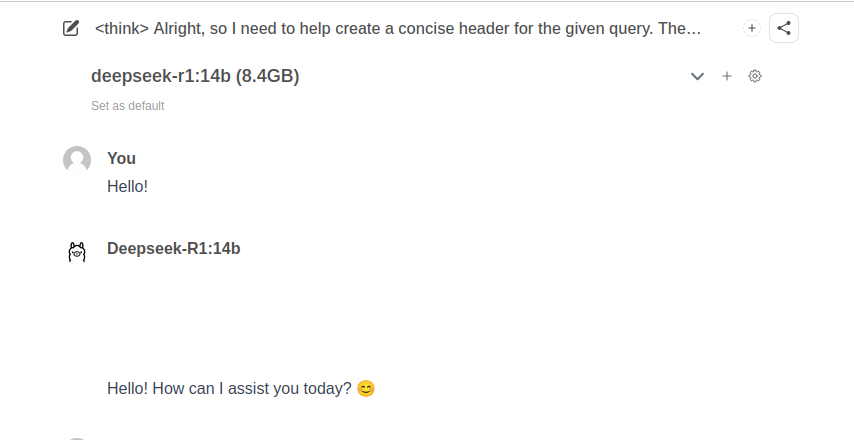 <think> Alright, so I need to help create a concise header for the given query. The…
deepseek-r1:14b (8.4GB)
Set as default
You
Hello!
Deepseek-R1:14b
Hello! How can I assist you today? 😊